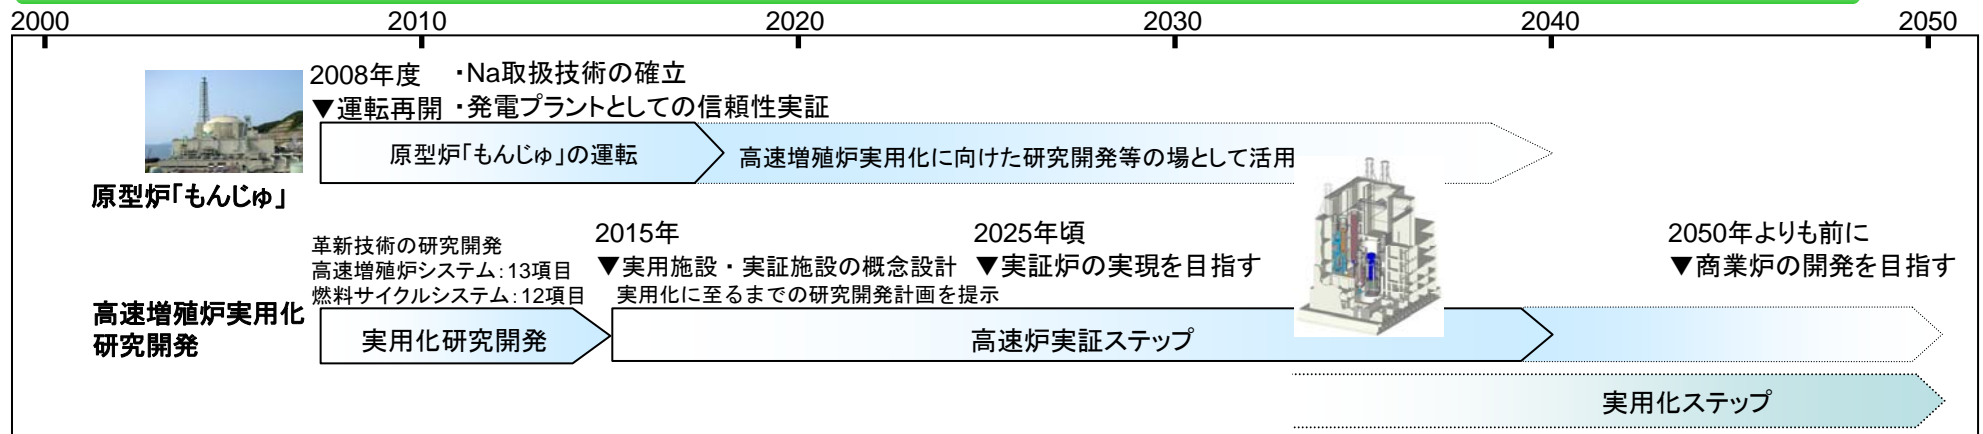 2000 2010 2020 2030 2040 2050
2008年度 ・Na取扱技術の確立
▼運転再開 ・発電プラントとしての信頼性実証
原型炉「もんじゅ」の運転
高速増殖炉実用化に向けた研究開発等の場として活用
原型炉「もんじゅ」
革新技術の研究開発
高速増殖炉システム：13項目
燃料サイクルシステム：12項目
2015年
▼実用施設・実証施設の概念設計
実用化に至るまでの研究開発計画を提示
2025年頃
▼実証炉の実現を目指す
2050年よりも前に
▼商業炉の開発を目指す
高速増殖炉実用化
研究開発
実用化研究開発
高速炉実証ステップ
実用化ステップ